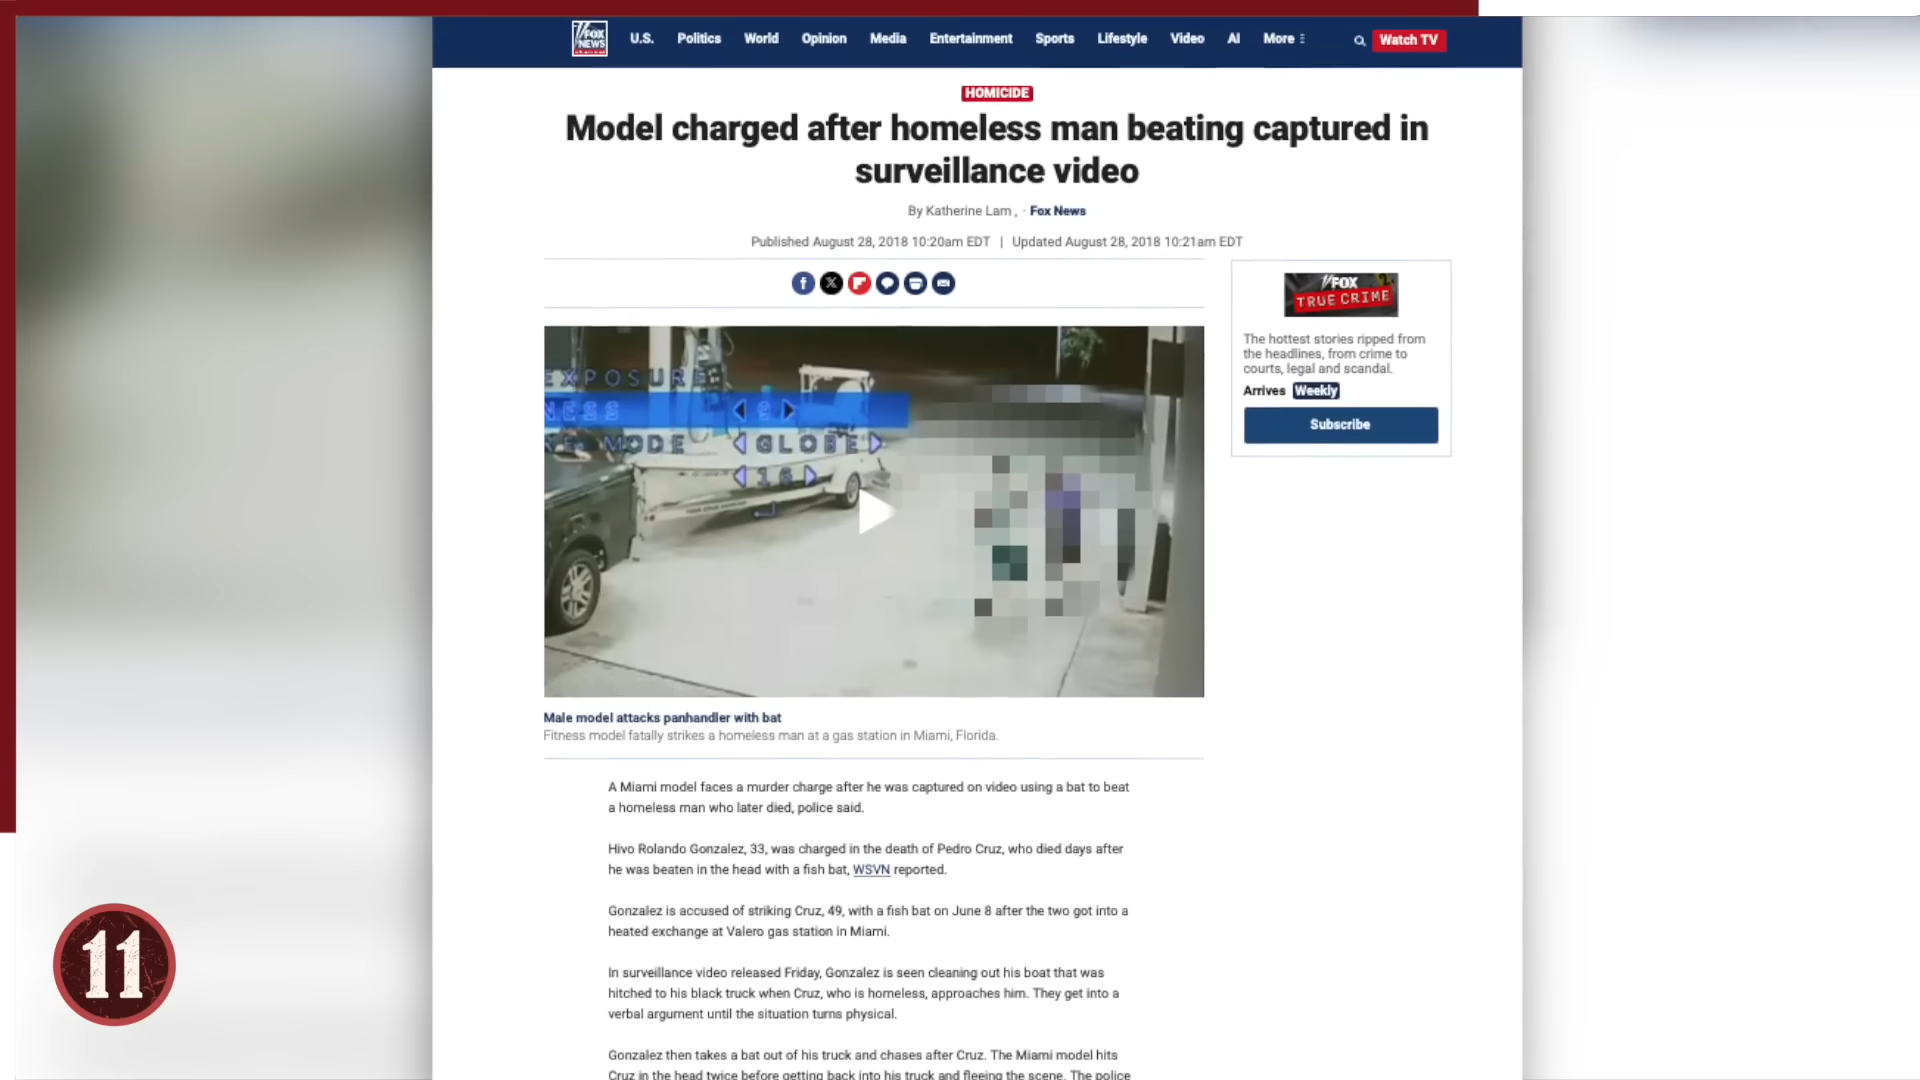 FOX NEWS
U.S. Politics World Opinion Media Entertainment Sports Lifestyle Video AI More Watch TV
HOMICIDE
Model charged after homeless man beating captured in
surveillance video
By Katherine Lam , · Fox News
Published August 28, 2018 10:20am EDT | Updated August 28, 2018 10:21am EDT
FOX
TRUE CRIME
The hottest stories ripped from
the headlines, from crime to
courts, legal and scandal.
Arrives Weekly
Subscribe
EXPOSURE
MODE GLOBE
16
Male model attacks panhandler with bat
Fitness model fatally strikes a homeless man at a gas station in Miami, Florida.
A Miami model faces a murder charge after he was captured on video using a bat to beat
a homeless man who later died, police said.
Hivo Rolando Gonzalez, 33, was charged in the death of Pedro Cruz, who died days after
he was beaten in the head with a fish bat, WSVN reported.
Gonzalez is accused of striking Cruz, 49, with a fish bat on June 8 after the two got into a
heated exchange at Valero gas station in Miami.
In surveillance video released Friday, Gonzalez is seen cleaning out his boat that was
hitched to his black truck when Cruz, who is homeless, approaches him. They get into a
verbal argument until the situation turns physical.
Gonzalez then takes a bat out of his truck and chases after Cruz. The Miami model hits
Cruz in the head twice before getting back into his truck and fleeing the scene. The police
11